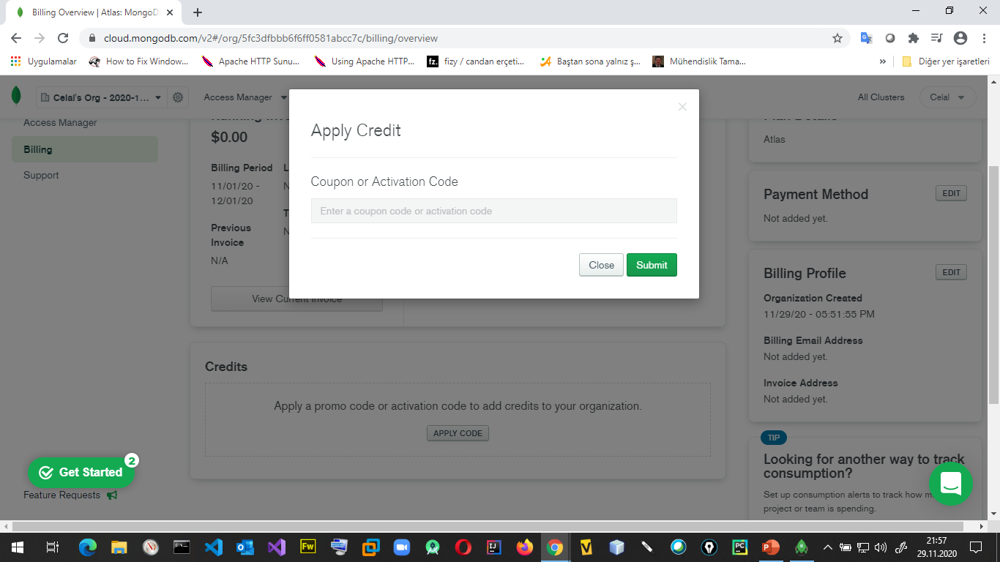 Billing Overview | Atlas: MongoD
cloud.mongodb.com/v2#/org/5fc3dfbbb6f6ff0581abcc7c/billing/overview
Uygulamalar
How to Fix Window...
Apache HTTP Sunu...
Using Apache HTTP...
fz.
fizy / candan erçeti...
Baştan sona yalnız ş...
Mühendislik Tama...
»
Diğer yer işaretleri
Celal's Org - 2020-1...
Access Manager
All Clusters
Celal
Access Manager
Billing
Support
$0.00
Billing Period
11/01/20 -
12/01/20
Previous
Invoice
N/A
View Current Invoice
Apply Credit
Coupon or Activation Code
Enter a coupon code or activation code
Close
Submit
Plan Details
Atlas
Payment Method
EDIT
Not added yet.
Billing Profile
EDIT
Organization Created
11/29/20 - 05:51:55 PM
Billing Email Address
Not added yet.
Invoice Address
Not added yet.
Credits
Apply a promo code or activation code to add credits to your organization.
APPLY CODE
TIP
Looking for another way to track
consumption?
Set up consumption alerts to track how m
project or team is spending.
Get Started
2
Feature Requests
Fw
IJ
PC
21:57
29.11.2020